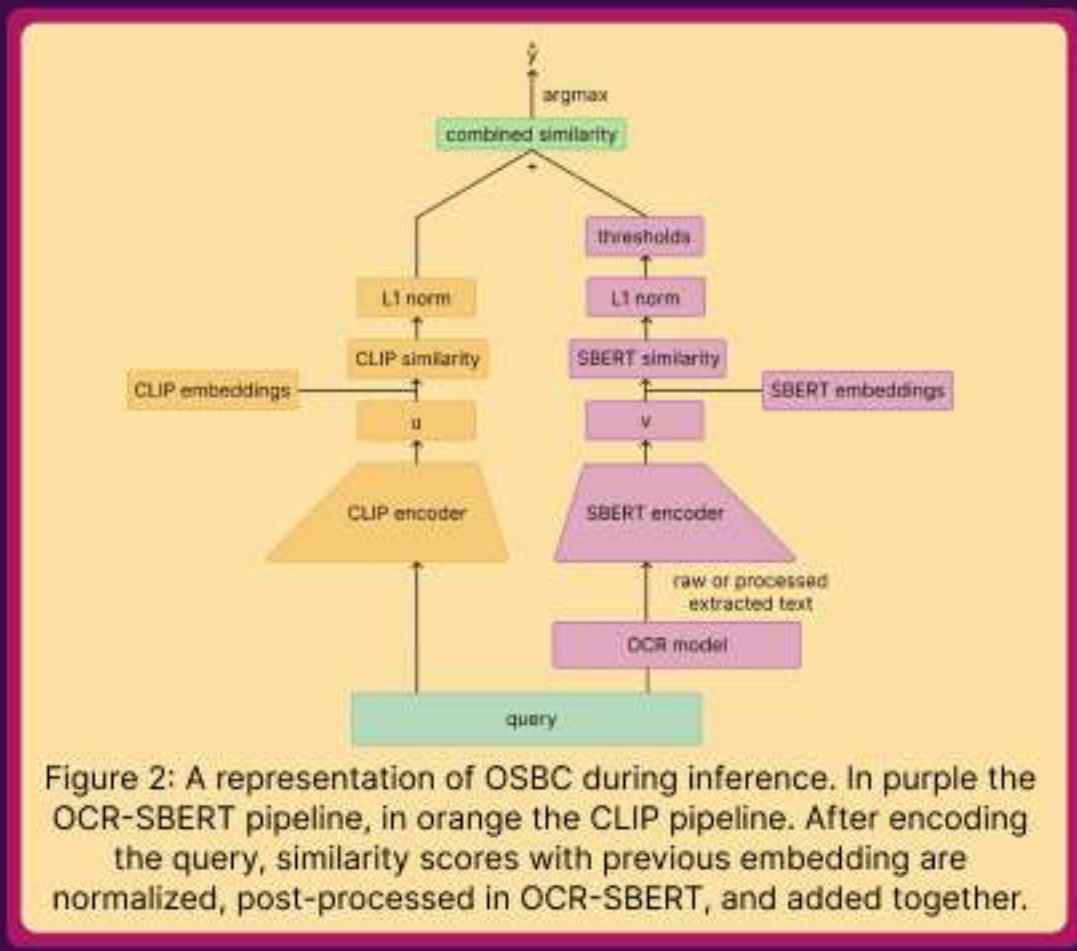 ŷ
argmax
combined similarity
+
thresholds
L1 norm
L1 norm
CLIP similarity
SBERT similarity
CLIP embeddings
SBERT embeddings
u
v
CLIP encoder
SBERT encoder
raw or processed
extracted text
OCR model
query
Figure 2: A representation of OSBC during inference. In purple the
OCR-SBERT pipeline, in orange the CLIP pipeline. After encoding
the query, similarity scores with previous embedding are
normalized, post-processed in OCR-SBERT, and added together.